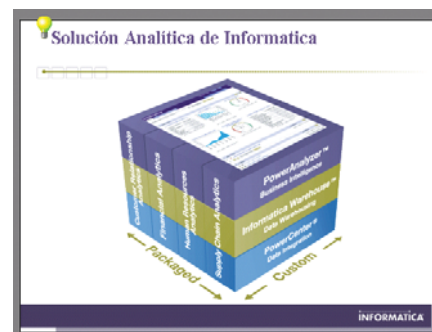 Solución Analítica de Informatica
Customer Relationship
Analytics
Financial Analytics
Human Resources
Analytics
Supply Chain Analytics
PowerAnalyzer™
Business Intelligence
Informatica Warehouse™
Data Warehousing
PowerCenter®
Data Integration
Packaged
Custom
INFORMATICA